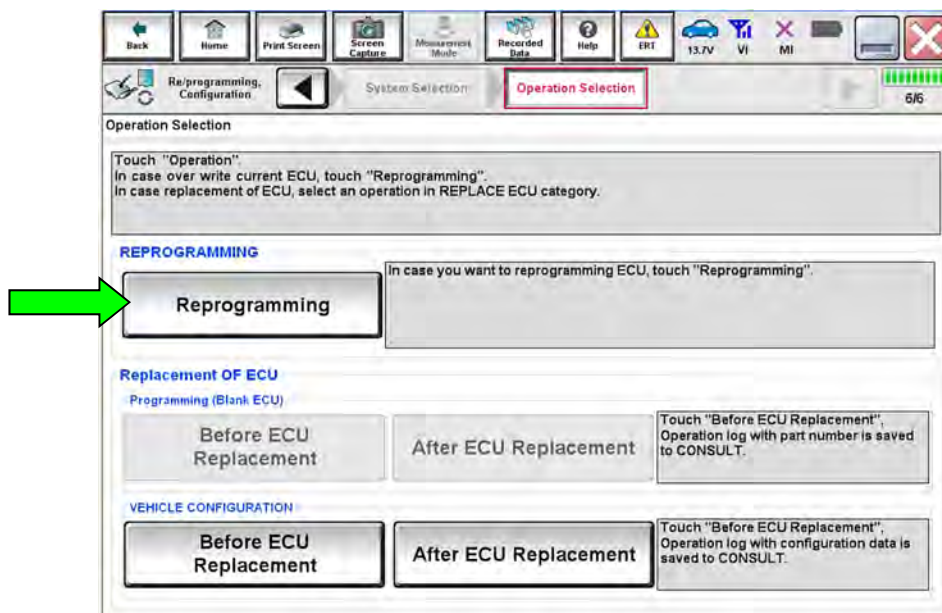 Back
Home
Print Screen
Screen
Capture
Measurement
Mode
Recorded
Data
Help
ERT
13.7V
VI
MI
Re/programming,
Configuration
System Selection
Operation Selection
6/6
Operation Selection
Touch "Operation".
In case over write current ECU, touch "Reprogramming".
In case replacement of ECU, select an operation in REPLACE ECU category.
REPROGRAMMING
Reprogramming
In case you want to reprogramming ECU, touch "Reprogramming".
Replacement OF ECU
Programming (Blank ECU)
Before ECU
Replacement
After ECU Replacement
Touch "Before ECU Replacement",
Operation log with part number is saved
to CONSULT.
VEHICLE CONFIGURATION
Before ECU
Replacement
After ECU Replacement
Touch "Before ECU Replacement",
Operation log with configuration data is
saved to CONSULT.